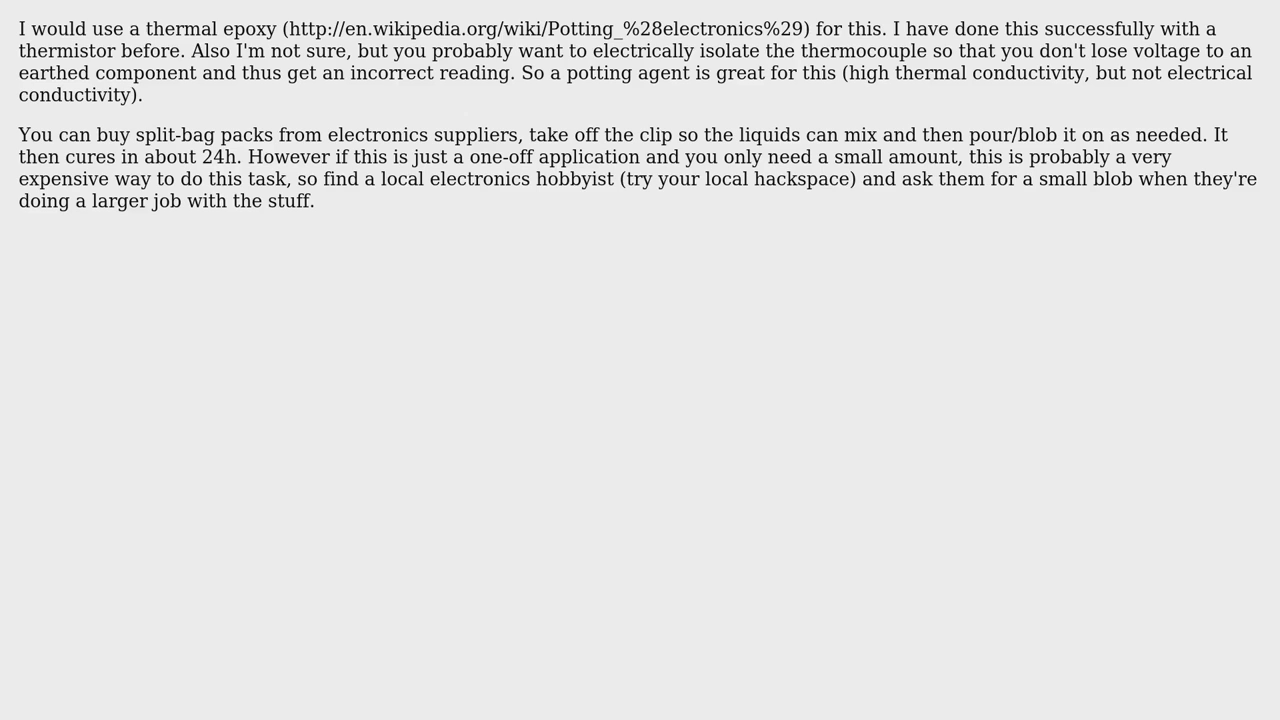 I would use a thermal epoxy (http://en.wikipedia.org/wiki/Potting_%28electronics%29) for this. I have done this successfully with a
thermistor before. Also I'm not sure, but you probably want to electrically isolate the thermocouple so that you don't lose voltage to an
earthed component and thus get an incorrect reading. So a potting agent is great for this (high thermal conductivity, but not electrical
conductivity).
You can buy split-bag packs from electronics suppliers, take off the clip so the liquids can mix and then pour/blob it on as needed. It
then cures in about 24h. However if this is just a one-off application and you only need a small amount, this is probably a very
expensive way to do this task, so find a local electronics hobbyist (try your local hackspace) and ask them for a small blob when they're
doing a larger job with the stuff.